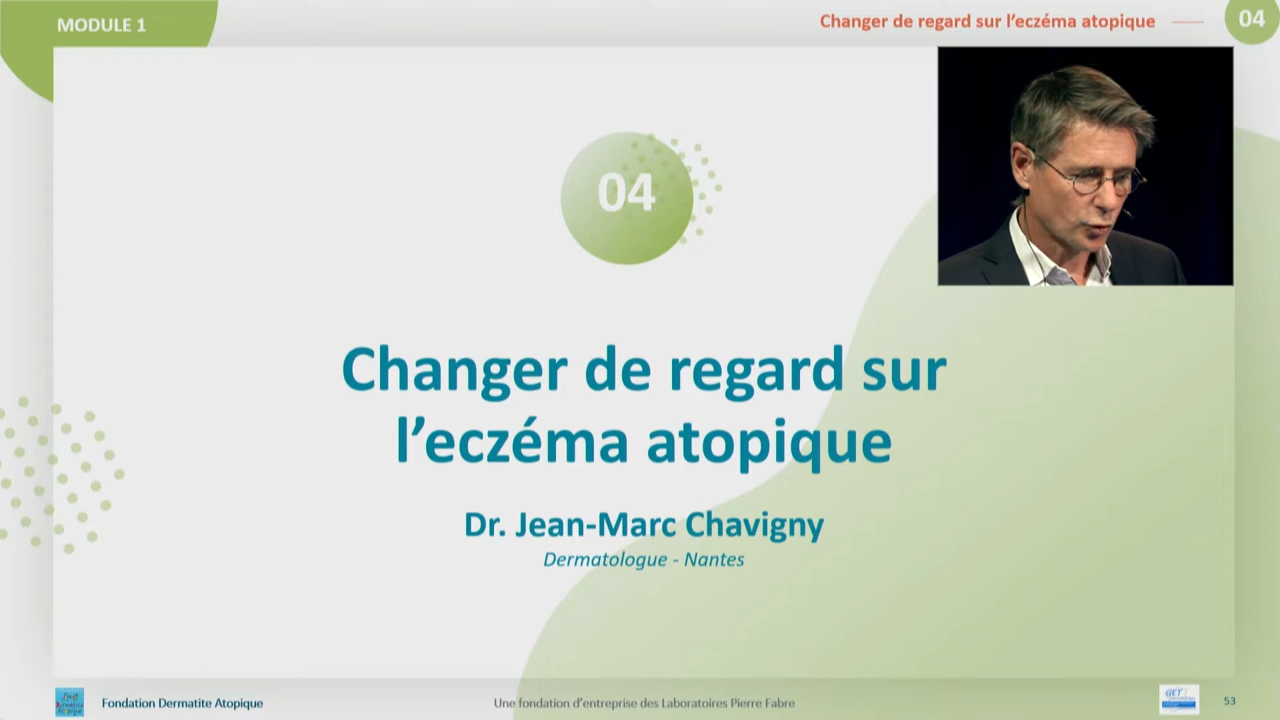 MODULE 1
Changer de regard sur l'eczéma atopique
04
04
Changer de regard sur
l'eczéma atopique
Dr. Jean-Marc Chavigny
Dermatologue - Nantes
Fondation Dermatite Atopique
Une fondation d'entreprise des Laboratoires Pierre Fabre
GET
53